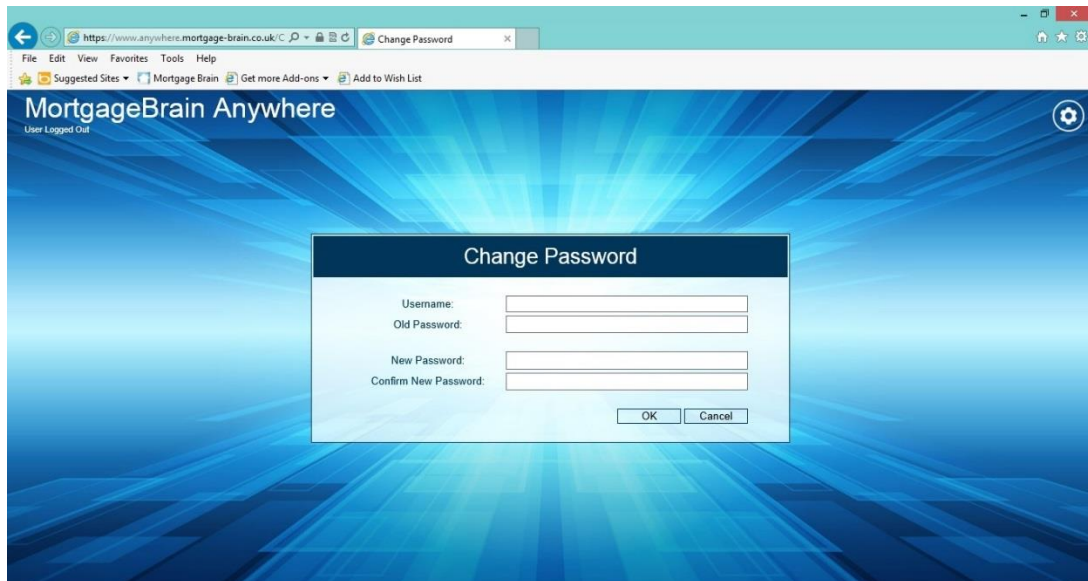 https://www.anywhere.mortgage-brain.co.uk/C
Change Password
File Edit View Favorites Tools Help
Suggested Sites Mortgage Brain Get more Add-ons Add to Wish List
MortgageBrain Anywhere
User Logged Out
Change Password
Username:
Old Password:
New Password:
Confirm New Password:
OK Cancel